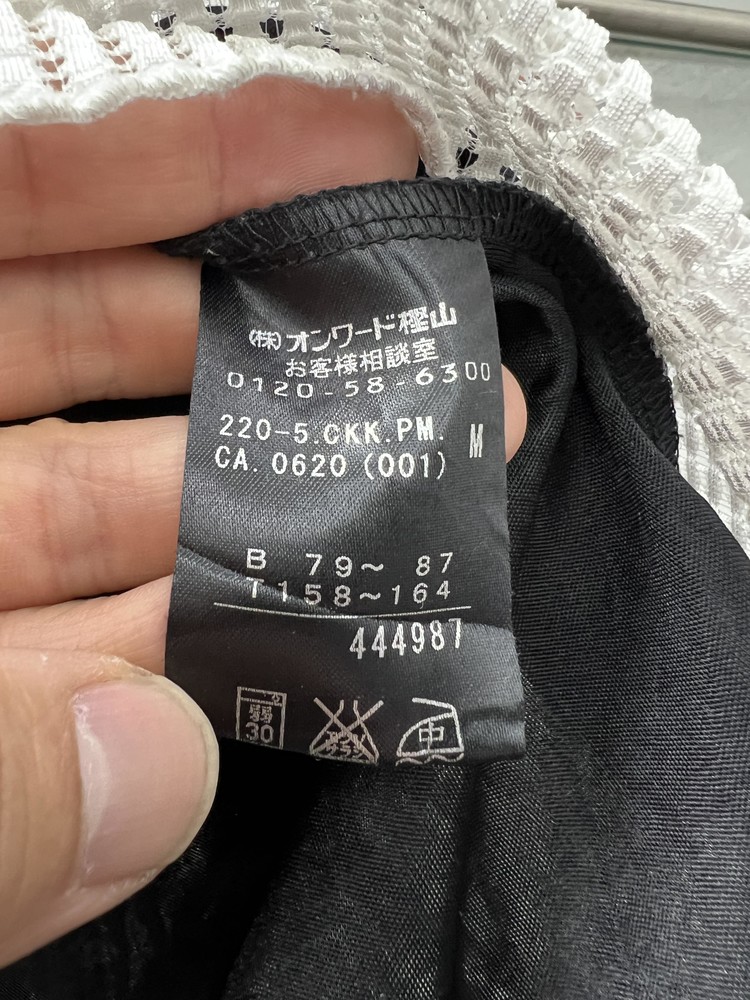 (株)オンワード樫山
お客様相談室
0120-58-6300
220-5.CKK.PM. M
CA. 0620 (001)
B 79~ 87
T158~164
444987
弱
30
中